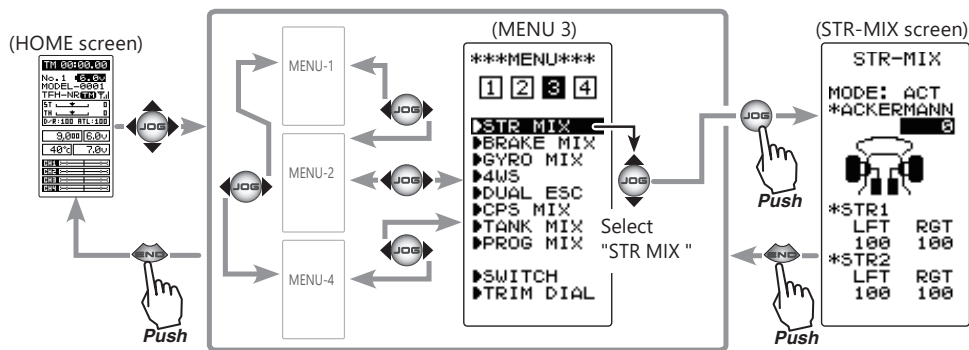 (HOME screen)
TM 00:00.00
No.1 6.0v
MODEL-0001
TFH-NR TM
ST 0
TH 0
D/R:100 ATL:100
9,000 6.0v
40°c 7.0v
CH1
CH2
CH3
CH4
JOG
END
Push
MENU-1
MENU-2
MENU-4
JOG
JOG
JOG
JOG
(MENU 3)
***MENU***
1 2 3 4
STR MIX
BRAKE MIX
GYRO MIX
4WS
DUAL ESC
CPS MIX
TANK MIX
PROG MIX
SWITCH
TRIM DIAL
JOG
Select
"STR MIX "
JOG
Push
END
Push
(STR-MIX screen)
STR-MIX
MODE: ACT
*ACKERMANN
0
*STR1
LFT RGT
100 100
*STR2
LFT RGT
100 100